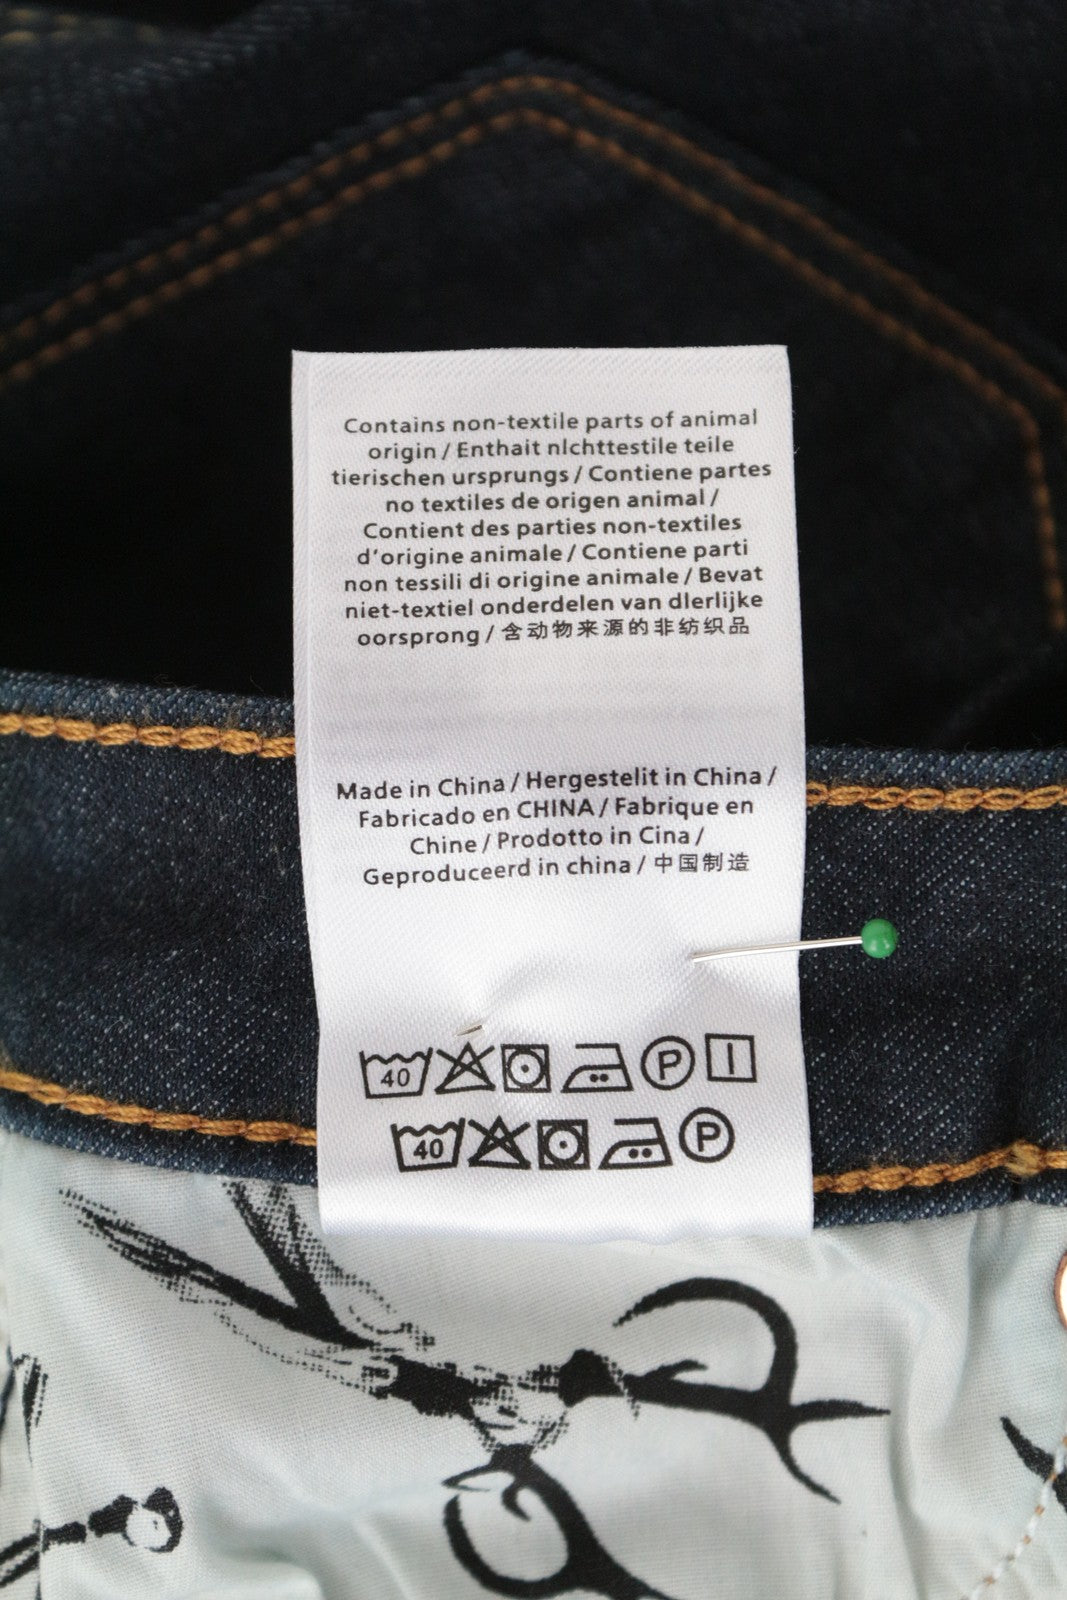 Contains non-textile parts of animal
origin / Enthait nlchttestile teile
tierischen ursprungs / Contiene partes
no textiles de origen animal /
Contient des parties non-textiles
d'origine animale / Contiene parti
non tessili di origine animale / Bevat
niet-textiel onderdelen van dlerlijke
oorsprong / 含动物来源的非纺织品
Made in China / Hergestelit in China /
Fabricado en CHINA / Fabrique en
Chine / Prodotto in Cina /
Geproduceerd in china / 中国制造
40 P
40 P